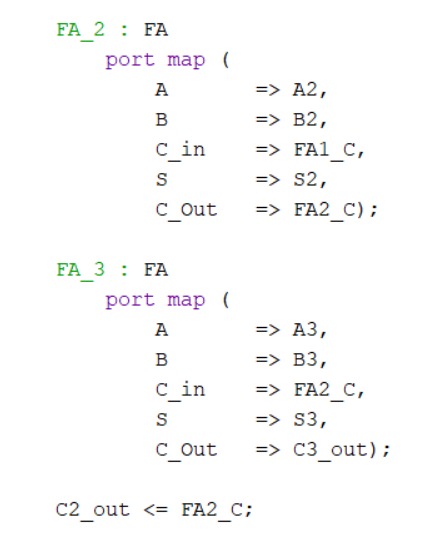 FA_2 : FA
port map (
A => A2,
B => B2,
C_in => FA1_C,
S => S2,
C_Out => FA2_C);
FA_3 : FA
port map (
A => A3,
B => B3,
C_in => FA2_C,
S => S3,
C_Out => C3_out);
C2_out <= FA2_C;